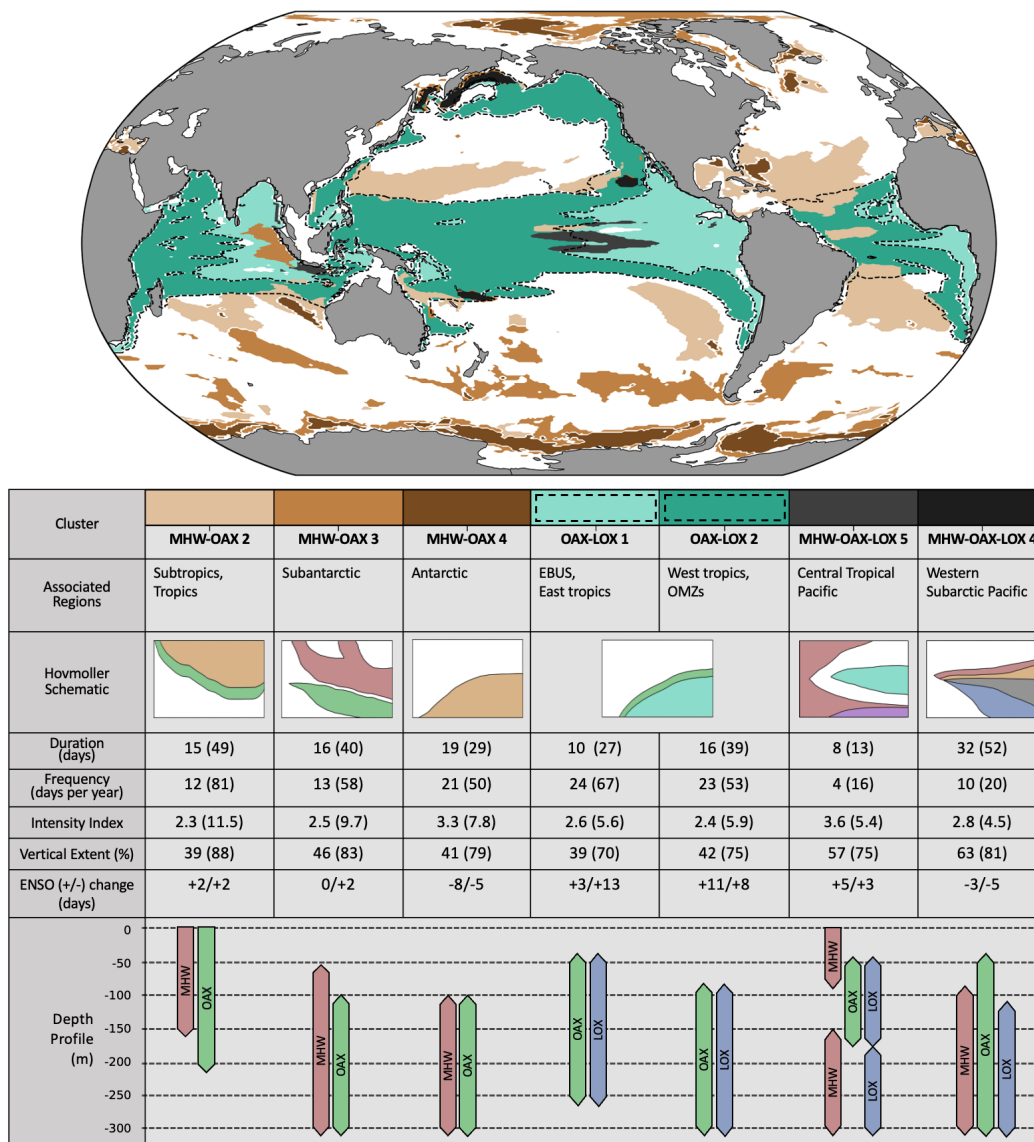 Cluster
MHW-OAX 2 MHW-OAX 3 MHW-OAX 4 OAX-LOX 1 OAX-LOX 2 MHW-OAX-LOX 5 MHW-OAX-LOX 4
Associated Regions
Subtropics, Tropics
Subantarctic
Antarctic
EBUS, East tropics
West tropics, OMZs
Central Tropical Pacific
Western Subarctic Pacific
Hovmoller Schematic
Duration (days) 15 (49) 16 (40) 19 (29) 10 (27) 16 (39) 8 (13) 32 (52)
Frequency (days per year) 12 (81) 13 (58) 21 (50) 24 (67) 23 (53) 4 (16) 10 (20)
Intensity Index 2.3 (11.5) 2.5 (9.7) 3.3 (7.8) 2.6 (5.6) 2.4 (5.9) 3.6 (5.4) 2.8 (4.5)
Vertical Extent (%) 39 (88) 46 (83) 41 (79) 39 (70) 42 (75) 57 (75) 63 (81)
ENSO (+/-) change (days) +2/+2 0/+2 -8/-5 +3/+13 +11/+8 +5/+3 -3/-5
Depth Profile (m)
0
-50
-100
-150
-200
-250
-300
MHW OAX
MHW OAX
MHW OAX
OAX LOX
OAX LOX
MHW OAX LOX
MHW LOX
MHW OAX LOX